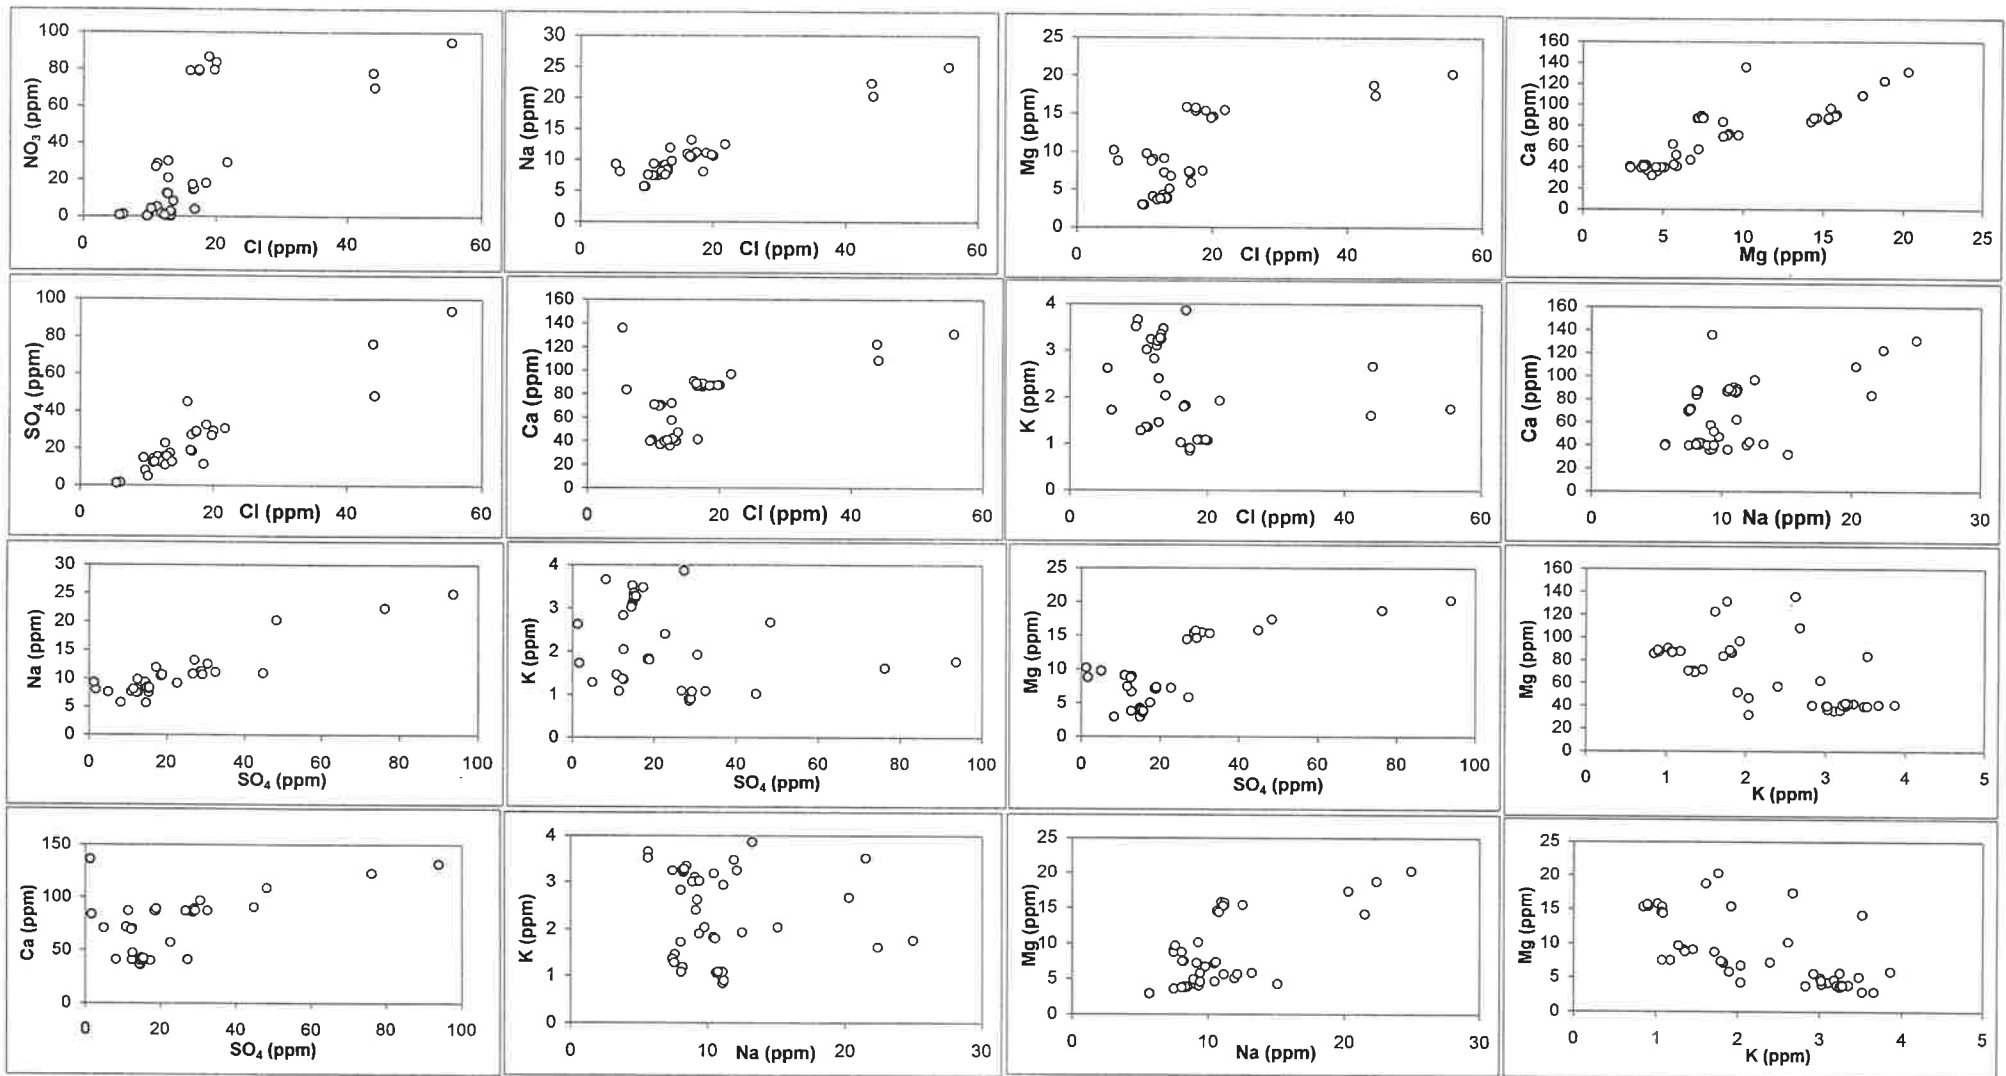 NO₃ (ppm)
100
80
60
40
20
0
0 20 40 60
Cl (ppm)
Na (ppm)
30
25
20
15
10
5
0
0 20 40 60
Cl (ppm)
Mg (ppm)
25
20
15
10
5
0
0 20 40 60
Cl (ppm)
Ca (ppm)
160
140
120
100
80
60
40
20
0
0 5 10 15 20 25
Mg (ppm)
SO₄ (ppm)
100
80
60
40
20
0
0 20 40 60
Cl (ppm)
Ca (ppm)
160
140
120
100
80
60
40
20
0
0 20 40 60
Cl (ppm)
K (ppm)
4
3
2
1
0
0 20 40 60
Cl (ppm)
Ca (ppm)
160
140
120
100
80
60
40
20
0
0 10 20 30
Na (ppm)
Na (ppm)
30
25
20
15
10
5
0
0 20 40 60 80 100
SO₄ (ppm)
K (ppm)
4
3
2
1
0
0 20 40 60 80 100
SO₄ (ppm)
Mg (ppm)
25
20
15
10
5
0
0 20 40 60 80 100
SO₄ (ppm)
Mg (ppm)
160
140
120
100
80
60
40
20
0
0 1 2 3 4 5
K (ppm)
Ca (ppm)
150
100
50
0
0 20 40 60 80 100
SO₄ (ppm)
K (ppm)
4
3
2
1
0
0 10 20 30
Na (ppm)
Mg (ppm)
25
20
15
10
5
0
0 10 20 30
Na (ppm)
Mg (ppm)
25
20
15
10
5
0
0 1 2 3 4 5
K (ppm)